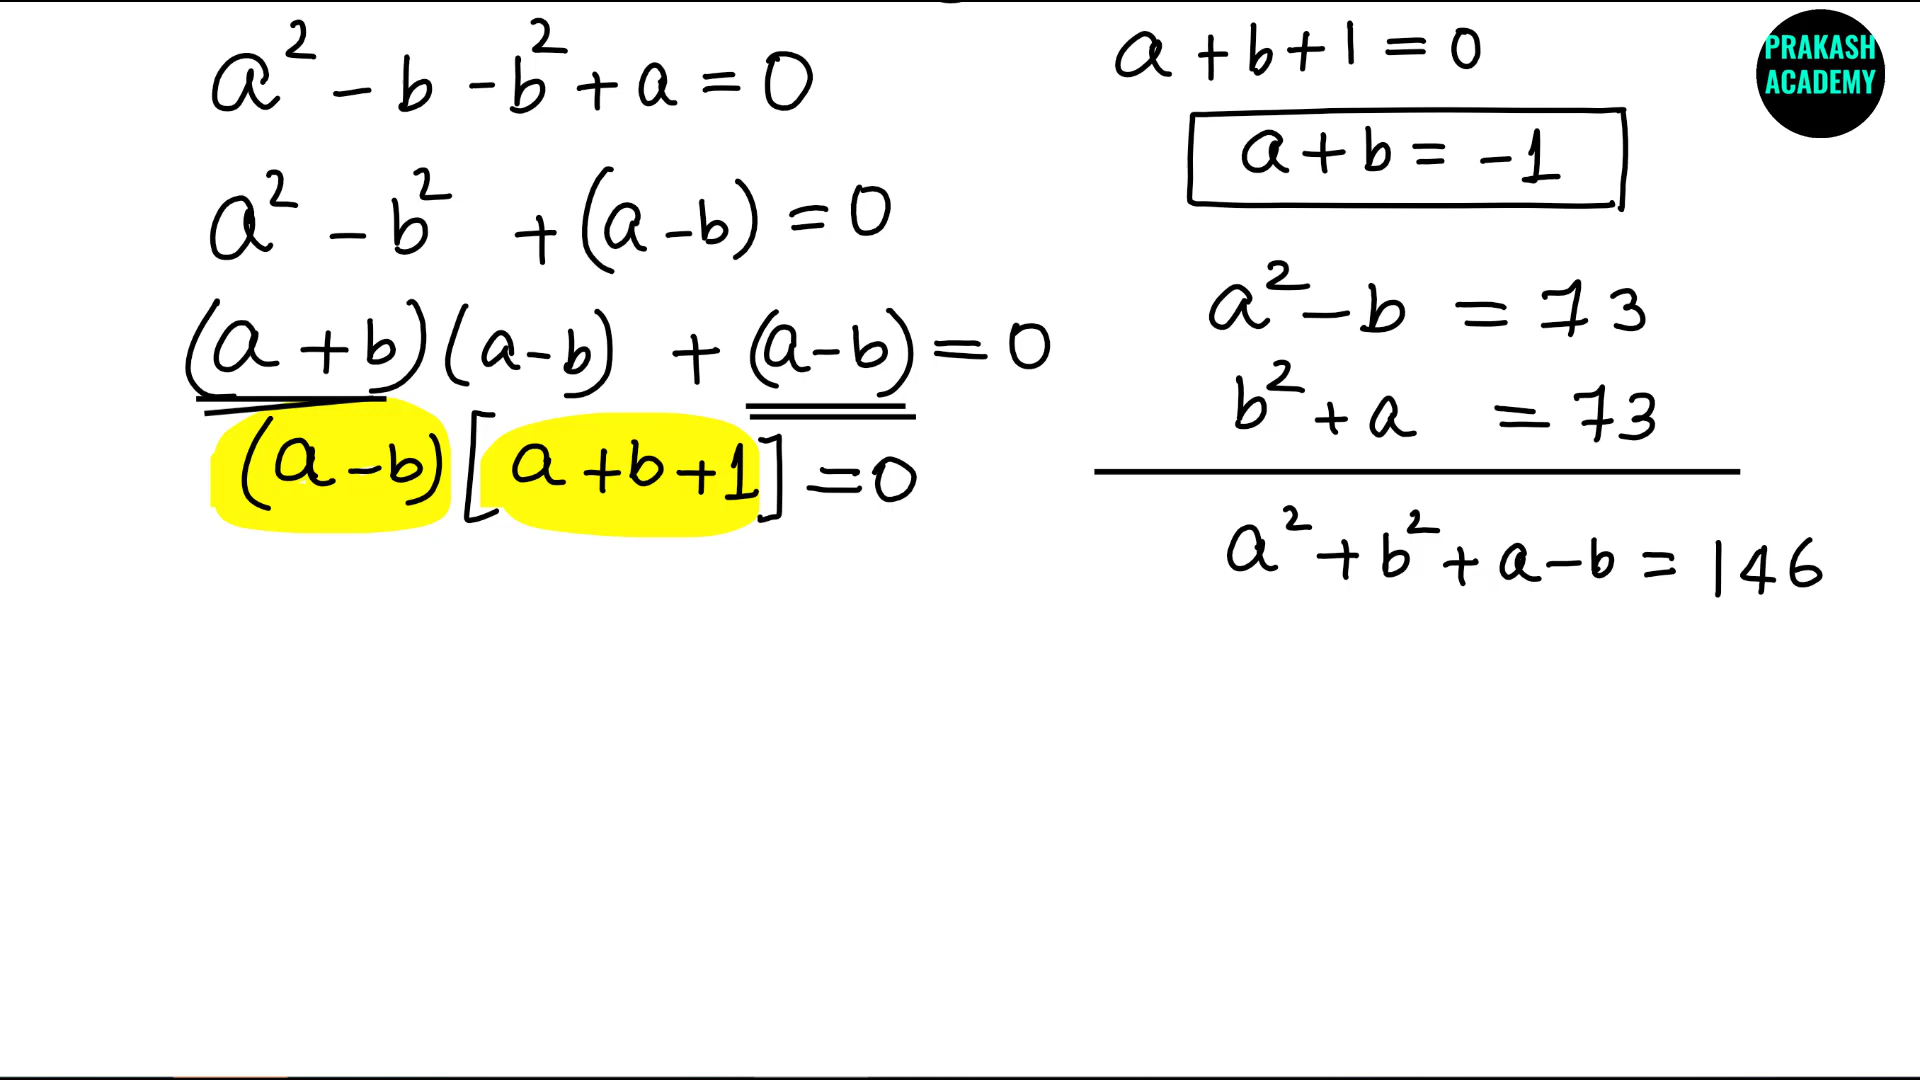 a² - b - b² + a = 0
a² - b² + (a - b) = 0
(a + b)(a - b) + (a - b) = 0
(a - b)[a + b + 1] = 0
a + b + 1 = 0
a + b = -1
a² - b = 73
b² + a = 73
a² + b² + a - b = 146
PRAKASH
ACADEMY